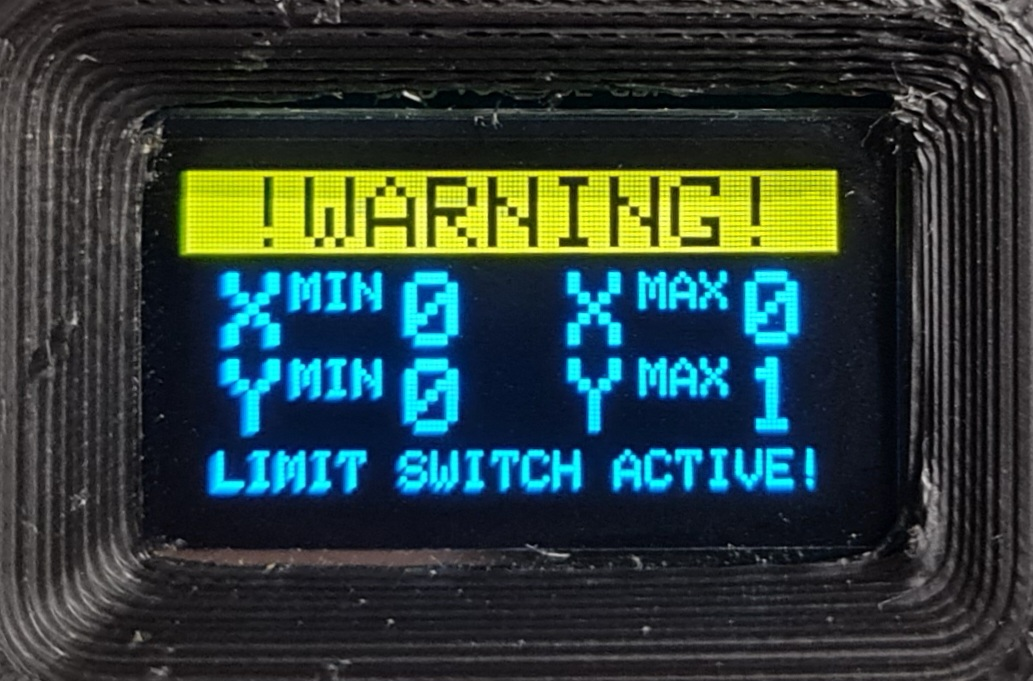 !WARNING!
XMIN 0 XMAX 0
YMIN 0 YMAX 1
LIMIT SWITCH ACTIVE!